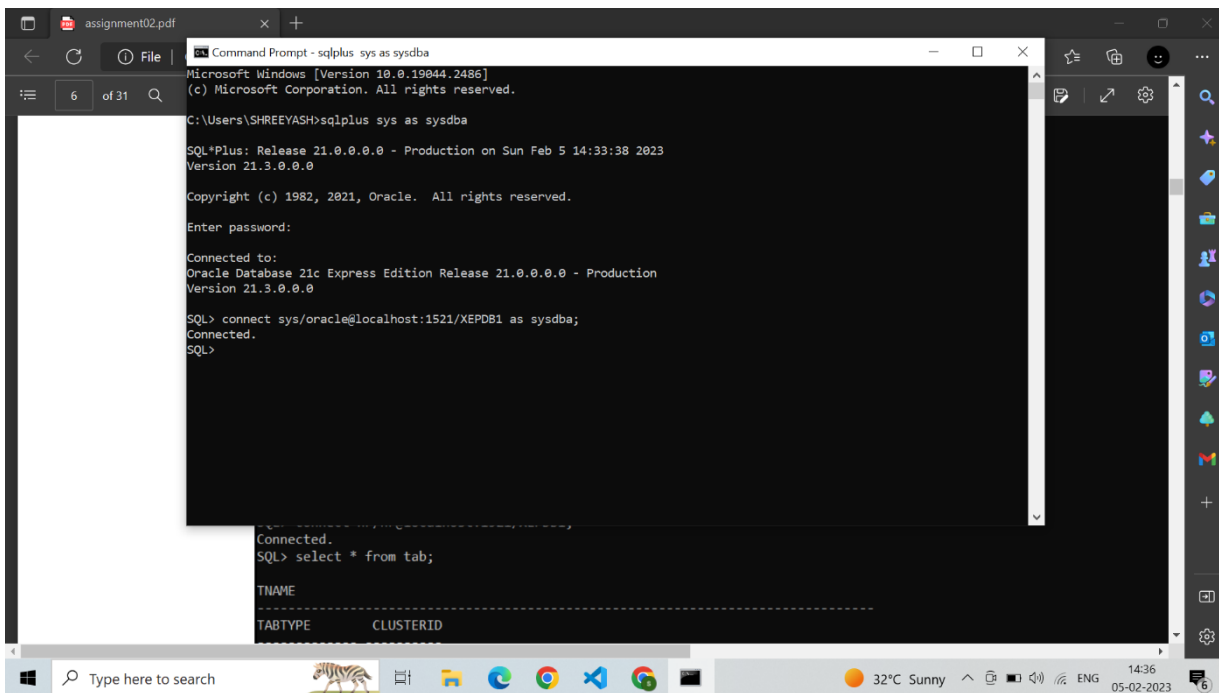 assignment02.pdf
File
Command Prompt - sqlplus sys as sysdba
6 of 31
Microsoft Windows [Version 10.0.19044.2486]
(c) Microsoft Corporation. All rights reserved.
C:\Users\SHREEYASH>sqlplus sys as sysdba
SQL*Plus: Release 21.0.0.0.0 - Production on Sun Feb 5 14:33:38 2023
Version 21.3.0.0.0
Copyright (c) 1982, 2021, Oracle.  All rights reserved.
Enter password:
Connected to:
Oracle Database 21c Express Edition Release 21.0.0.0.0 - Production
Version 21.3.0.0.0
SQL> connect sys/oracle@localhost:1521/XEPDB1 as sysdba;
Connected.
SQL>
Connected.
SQL> select * from tab;
TNAME
--------------------------------------------------------------------------------
TABTYPE        CLUSTERID
Type here to search
32°C Sunny
ENG
14:36
05-02-2023
6